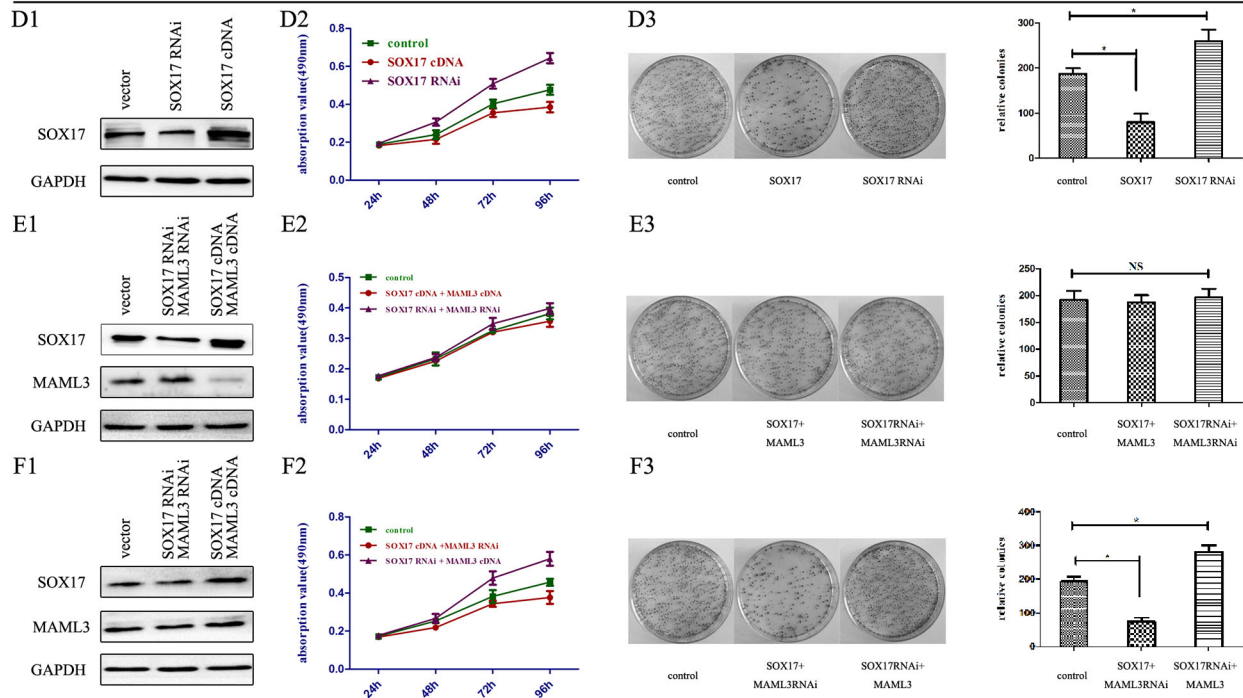 D1
vector
SOX17 RNAi
SOX17 cDNA
SOX17
GAPDH
D2
absorption value(490nm)
0.8
0.6
0.4
0.2
0.0
control
SOX17 cDNA
SOX17 RNAi
24h
48h
72h
96h
D3
control
SOX17
SOX17 RNAi
relative colonies
300
200
100
0
*
*
control
SOX17
SOX17 RNAi
E1
vector
SOX17 RNAi
MAML3 RNAi
SOX17 cDNA
MAML3 cDNA
SOX17
MAML3
GAPDH
E2
absorption value(490nm)
0.5
0.4
0.3
0.2
0.1
0.0
control
SOX17 cDNA + MAML3 cDNA
SOX17 RNAi + MAML3 RNAi
24h
48h
72h
96h
E3
control
SOX17+
MAML3
SOX17RNAi+
MAML3RNAi
relative colonies
250
200
150
100
50
0
NS
control
SOX17+
MAML3
SOX17RNAi+
MAML3RNAi
F1
vector
SOX17 RNAi
MAML3 RNAi
SOX17 cDNA
MAML3 cDNA
SOX17
MAML3
GAPDH
F2
absorption value(490nm)
0.8
0.6
0.4
0.2
0.0
control
SOX17 cDNA +MAML3 RNAi
SOX17 RNAi + MAML3 cDNA
24h
48h
72h
96h
F3
control
SOX17+
MAML3RNAi
SOX17RNAi+
MAML3
relative colonies
400
300
200
100
0
*
*
control
SOX17+
MAML3RNAi
SOX17RNAi+
MAML3